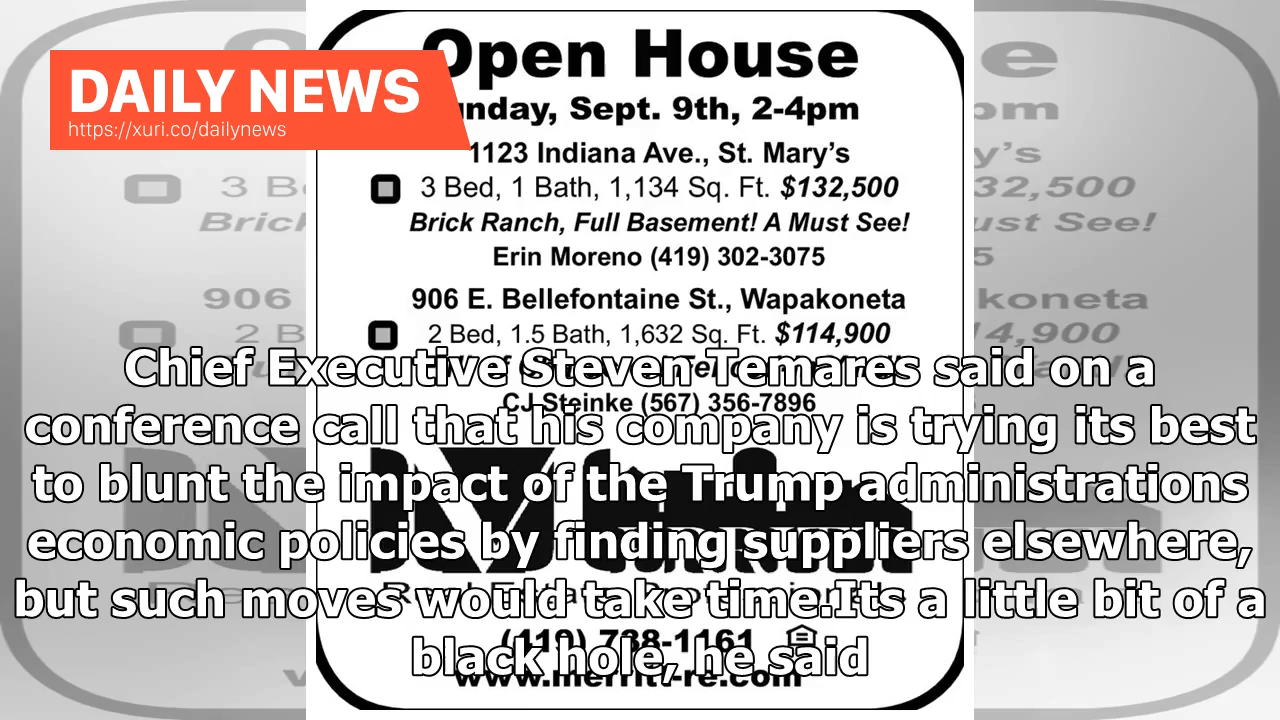 DAILY NEWS
https://xuri.co/dailynews
Open House
unday, Sept. 9th, 2-4pm
1123 Indiana Ave., St. Mary's
3 Bed, 1 Bath, 1,134 Sq. Ft. $132,500
Brick Ranch, Full Basement! A Must See!
Erin Moreno (419) 302-3075
906 E. Bellefontaine St., Wapakoneta
2 Bed, 1.5 Bath, 1,632 Sq. Ft. $114,900
CJ Steinke (567) 356-7896
Chief Executive Steven Temares said on a
conference call that his company is trying its best
to blunt the impact of the Trump administrations
economic policies by finding suppliers elsewhere,
but such moves would take time.Its a little bit of a
black hole, he said
(419) 738-1161
www.merritt-re.com